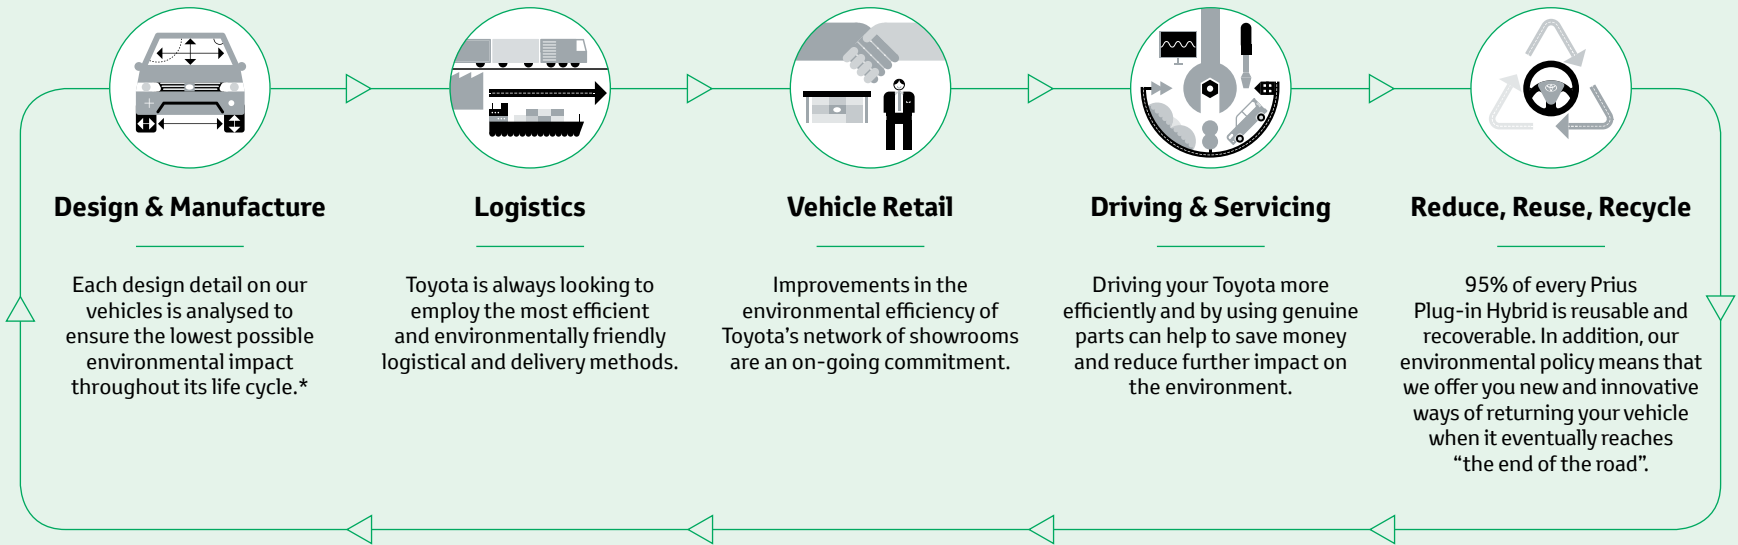 Design & Manufacture
Each design detail on our
vehicles is analysed to
ensure the lowest possible
environmental impact
throughout its life cycle.*
Logistics
Toyota is always looking to
employ the most efficient
and environmentally friendly
logistical and delivery methods.
Vehicle Retail
Improvements in the
environmental efficiency of
Toyota's network of showrooms
are an on-going commitment.
Driving & Servicing
Driving your Toyota more
efficiently and by using genuine
parts can help to save money
and reduce further impact on
the environment.
Reduce, Reuse, Recycle
95% of every Prius
Plug-in Hybrid is reusable and
recoverable. In addition, our
environmental policy means that
we offer you new and innovative
ways of returning your vehicle
when it eventually reaches
“the end of the road”.